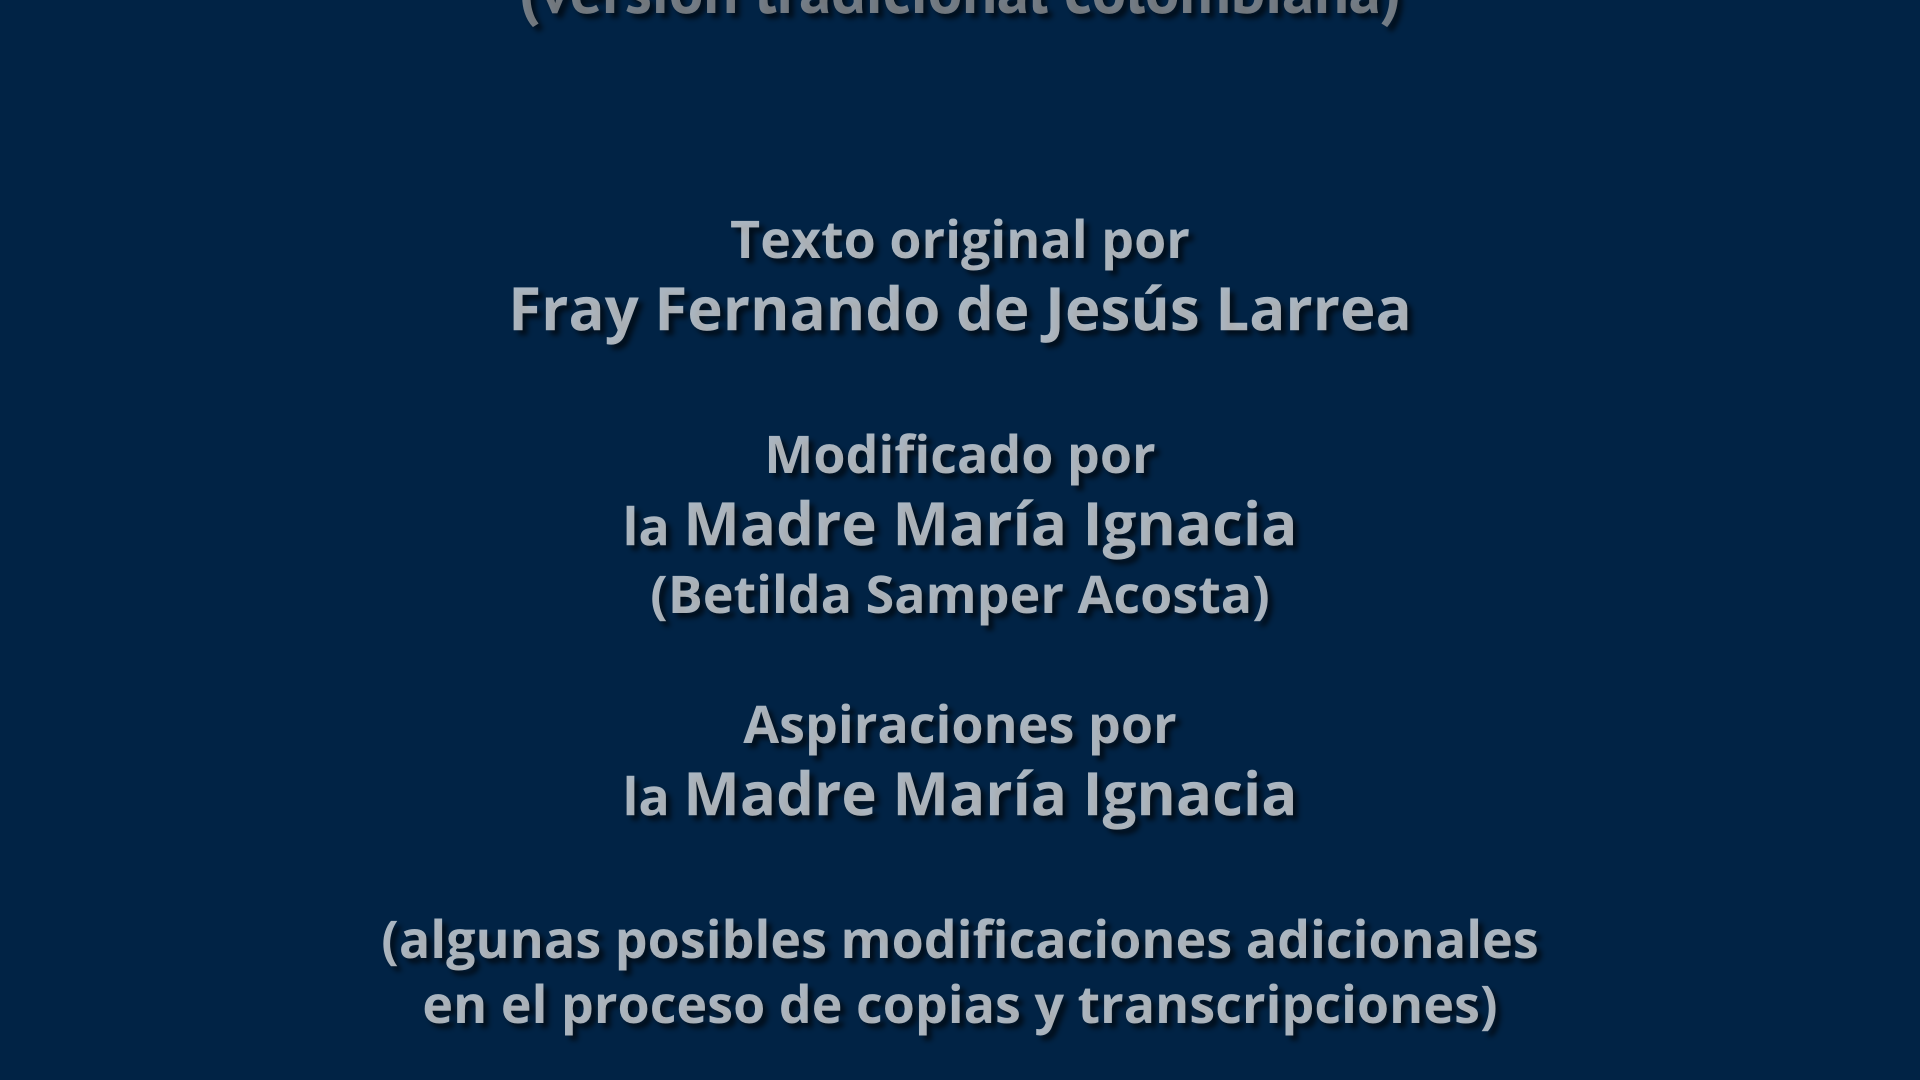 (versión tradicional colombiana)
Texto original por
Fray Fernando de Jesús Larrea
Modificado por
la Madre María Ignacia
(Betilda Samper Acosta)
Aspiraciones por
la Madre María Ignacia
(algunas posibles modificaciones adicionales
en el proceso de copias y transcripciones)